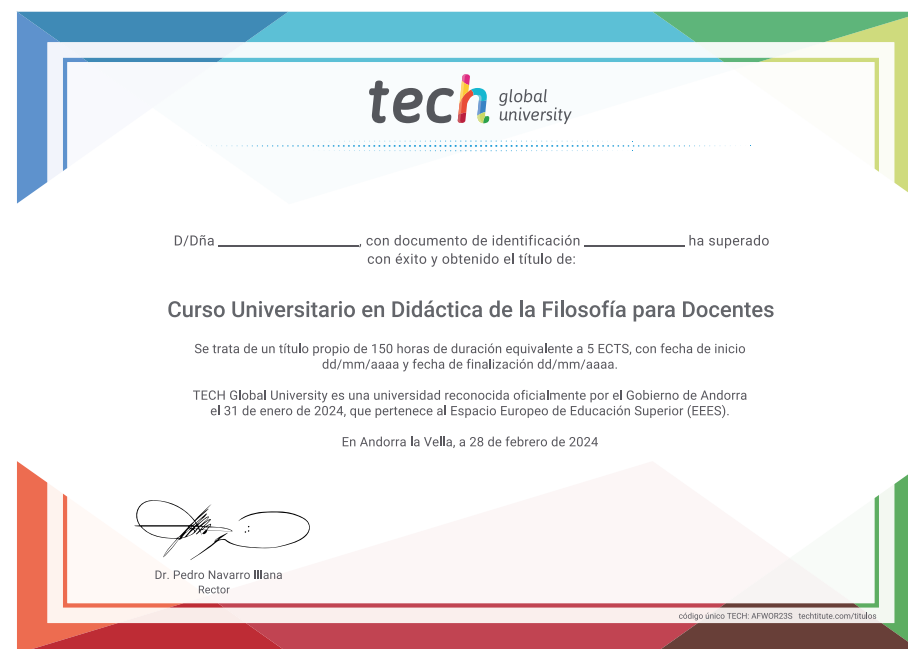 tech global university
D/Dña ____________________, con documento de identificación ______________ ha superado
con éxito y obtenido el título de:
Curso Universitario en Didáctica de la Filosofía para Docentes
Se trata de un título propio de 150 horas de duración equivalente a 5 ECTS, con fecha de inicio
dd/mm/aaaa y fecha de finalización dd/mm/aaaa.
TECH Global University es una universidad reconocida oficialmente por el Gobierno de Andorra
el 31 de enero de 2024, que pertenece al Espacio Europeo de Educación Superior (EEES).
En Andorra la Vella, a 28 de febrero de 2024
Dr. Pedro Navarro Illana
Rector
código único TECH: AFWOR23S techtitute.com/titulos